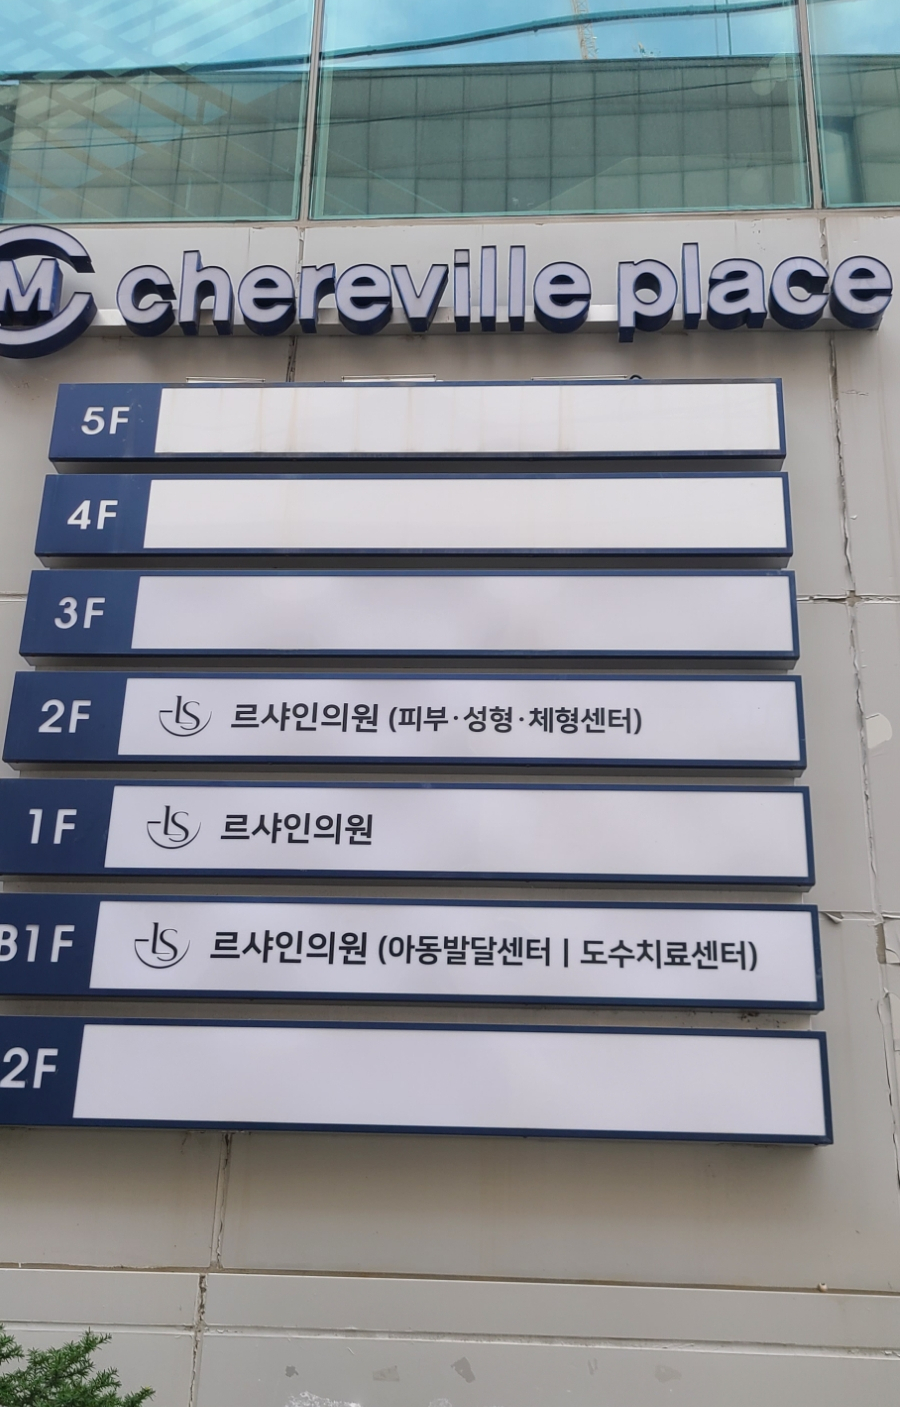 M chereville place
5F
4F
3F
2F LS 르샤인의원 (피부·성형·체형센터)
1F LS 르샤인의원
B1F LS 르샤인의원 (아동발달센터 | 도수치료센터)
2F